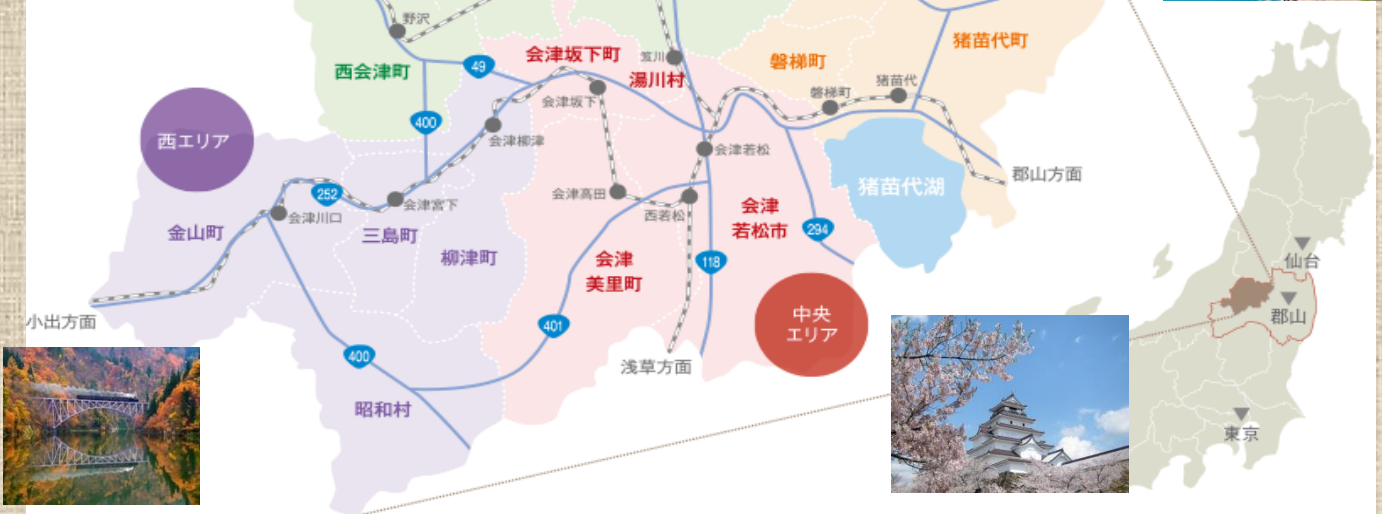 野沢
西会津町
49
会津坂下町
笈川
湯川村
磐梯町
猪苗代町
猪苗代
磐梯町
会津坂下
400
会津柳津
会津若松
西エリア
郡山方面
猪苗代湖
252
会津宮下
会津高田
西若松
会津川口
会津
若松市
294
金山町
三島町
柳津町
会津
美里町
118
仙台
中央
エリア
郡山
小出方面
401
400
浅草方面
昭和村
東京